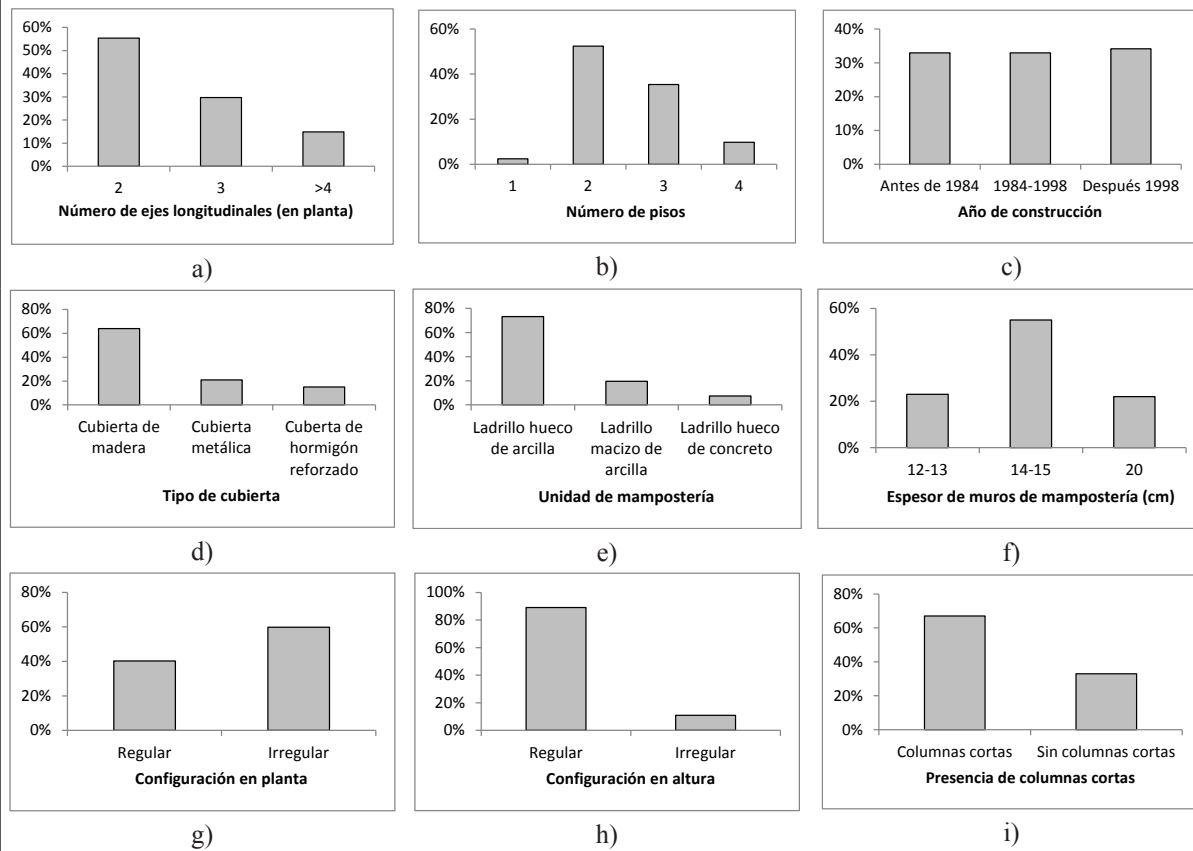 60%
50%
40%
30%
20%
10%
0%
2 3 >4
Número de ejes longitudinales (en planta)
a)
60%
40%
20%
0%
1 2 3 4
Número de pisos
b)
40%
30%
20%
10%
0%
Antes de 1984 1984-1998 Después 1998
Año de construcción
c)
80%
60%
40%
20%
0%
Cubierta de Cubierta Cuberta de
madera metálica hormigón
reforzado
Tipo de cubierta
d)
80%
60%
40%
20%
0%
Ladrillo hueco Ladrillo Ladrillo hueco
de arcilla macizo de de concreto
arcilla
Unidad de mampostería
e)
60%
40%
20%
0%
12-13 14-15 20
Espesor de muros de mampostería (cm)
f)
80%
60%
40%
20%
0%
Regular Irregular
Configuración en planta
g)
100%
80%
60%
40%
20%
0%
Regular Irregular
Configuración en altura
h)
80%
60%
40%
20%
0%
Columnas cortas Sin columnas cortas
Presencia de columnas cortas
i)